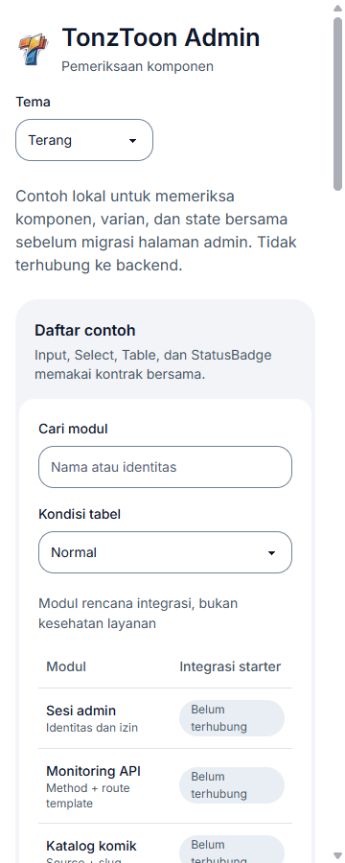 TonzToon Admin
Pemeriksaan komponen
Tema
Terang
Contoh lokal untuk memeriksa
komponen, varian, dan state bersama
sebelum migrasi halaman admin. Tidak
terhubung ke backend.
Daftar contoh
Input, Select, Table, dan StatusBadge
memakai kontrak bersama.
Cari modul
Nama atau identitas
Kondisi tabel
Normal
Modul rencana integrasi, bukan
kesehatan layanan
Modul Integrasi starter
Sesi admin
Identitas dan izin
Belum
terhubung
Monitoring API
Method + route
template
Belum
terhubung
Katalog komik
Source + slug
Belum
terhubung